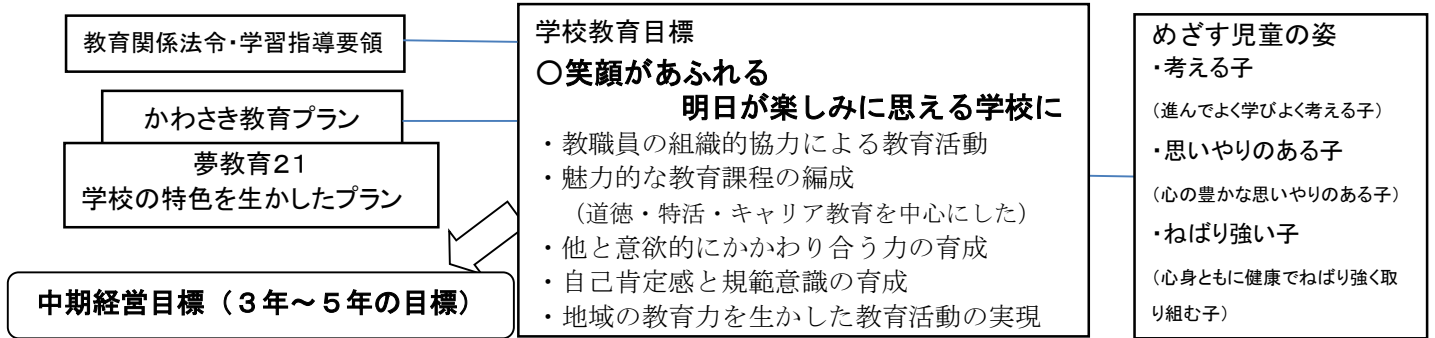 教育関係法令・学習指導要領
かわさき教育プラン
夢教育２１
学校の特色を生かしたプラン
中期経営目標（３年～５年の目標）
学校教育目標
○笑顔があふれる
明日が楽しみに思える学校に
・教職員の組織的協力による教育活動
・魅力的な教育課程の編成
（道徳・特活・キャリア教育を中心にした）
・他と意欲的にかかわり合う力の育成
・自己肯定感と規範意識の育成
・地域の教育力を生かした教育活動の実現
めざす児童の姿
・考える子
（進んでよく学びよく考える子）
・思いやりのある子
（心の豊かな思いやりのある子）
・ねばり強い子
（心身ともに健康でねばり強く取
り組む子）